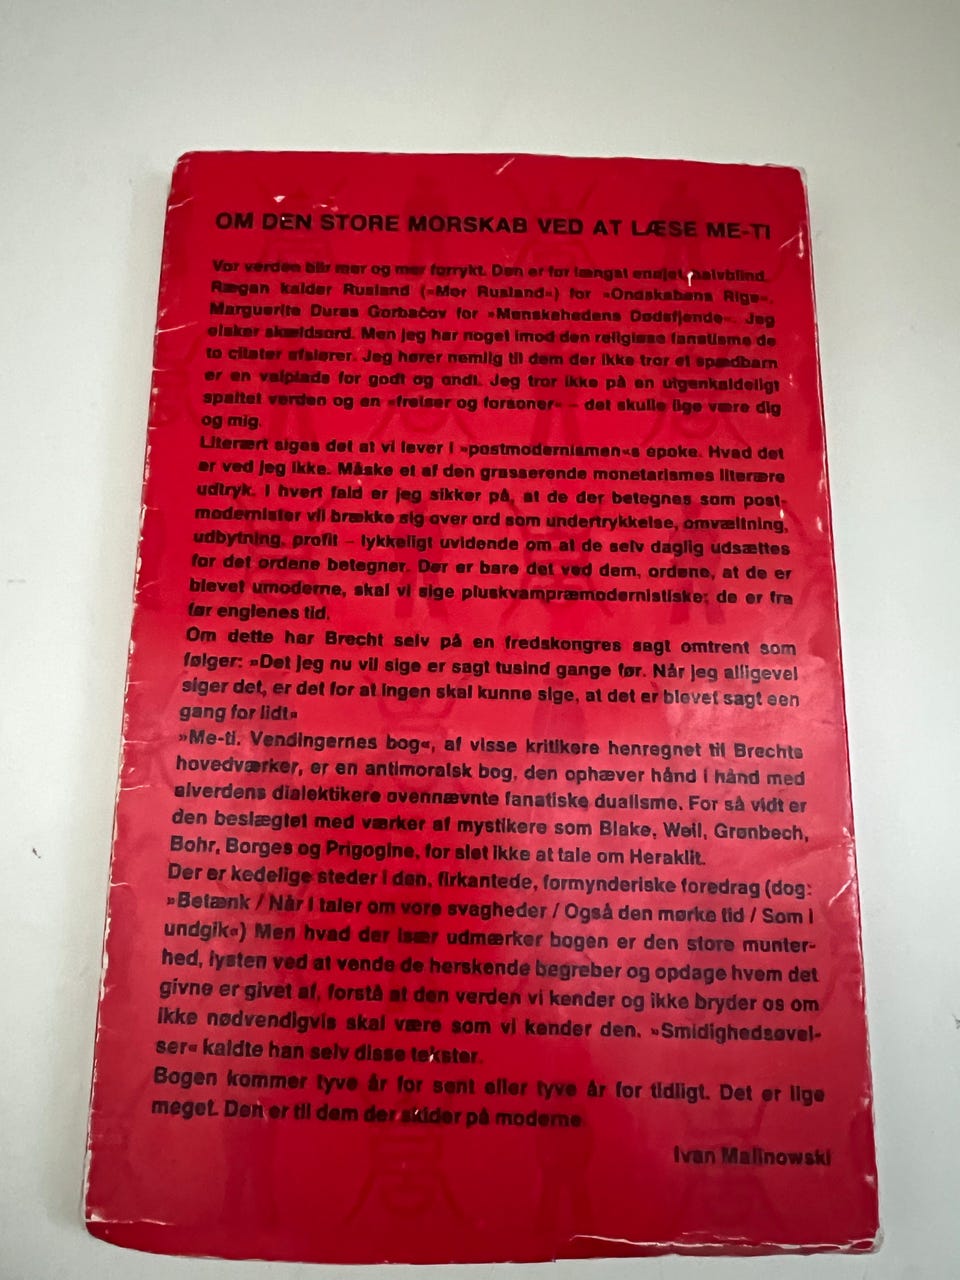 OM DEN STORE MORSKAB VED AT LÆSE ME-TI
Vor verden blir mer og mer forrykt. Den er for længst enøjet, halvblind.
Rægen kalder Rusland (»Mor Rusland«) for »Ondskabens Rige«,
Marguerite Duras Gorbačov for »Menskehedens Dødsfjende«. Jeg
elsker skældsord. Men jeg har noget imod den religiøse fanatisme de
to citater afslører. Jeg hører nemlig til dem der ikke tror et spædbarn
er en valplads for godt og ondt. Jeg tror ikke på en uigenkaldeligt
spaltet verden og en »frelser og forsoner« – det skulle lige være dig
og mig.
Literært siges det at vi lever i »postmodernismen«s epoke. Hvad det
er ved jeg ikke. Måske et af den grasserende monetarismes literære
udtryk. I hvert fald er jeg sikker på, at de der betegnes som post-
modernister vil brække sig over ord som undertrykkelse, omvæltning,
udbytning, profit – lykkeligt uvidende om at de selv daglig udsættes
for det ordene betegner. Der er bare det ved dem, ordene, at de er
blevet umoderne, skal vi sige pluskvampræmodernistiske: de er fra
før englenes tid.
Om dette har Brecht selv på en fredskongres sagt omtrent som
følger: »Det jeg nu vil sige er sagt tusind gange før. Når jeg alligevel
siger det, er det for at ingen skal kunne sige, at det er blevet sagt een
gang for lidt«
»Me-ti. Vendingernes bog«, af visse kritikere henregnet til Brechts
hovedværker, er en antimoralsk bog, den ophæver hånd i hånd med
alverdens dialektikere ovennævnte fanatiske dualisme. For så vidt er
den beslægtet med værker af mystikere som Blake, Weil, Grønbech,
Bohr, Borges og Prigogine, for slet ikke at tale om Heraklit.
Der er kedelige steder i den, firkantede, formynderiske foredrag (dog:
»Betænk / Når I taler om vore svagheder / Også den mørke tid / Som I
undgik«) Men hvad der især udmærker bogen er den store munter-
hed, lysten ved at vende de herskende begreber og opdage hvem det
givne er givet af, forstå at den verden vi kender og ikke bryder os om
ikke nødvendigvis skal være som vi kender den. »Smidighedsøvel-
ser« kaldte han selv disse tekster.
Bogen kommer tyve år for sent eller tyve år for tidligt. Det er lige
meget. Den er til dem der skider på moderne.
Ivan Malinowski